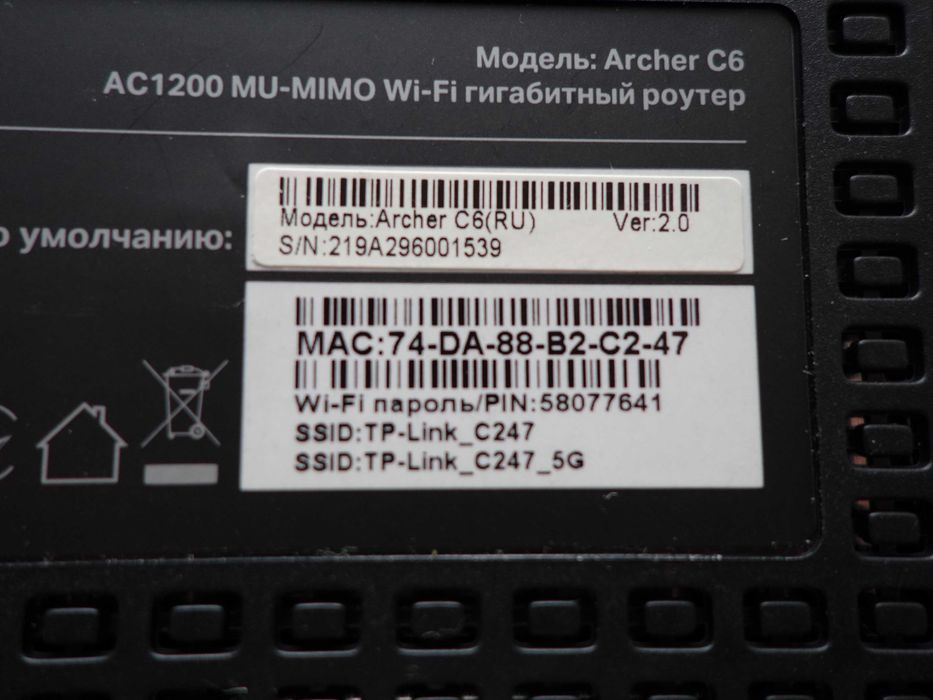 Модель: Archer C6
AC1200 MU-MIMO Wi-Fi гигабитный роутер
о умолчанию:
Модель:Archer C6(RU) Ver:2.0
S/N:219A296001539
MAC:74-DA-88-B2-C2-47
Wi-Fi пароль/PIN:58077641
SSID:TP-Link_C247
SSID:TP-Link_C247_5G